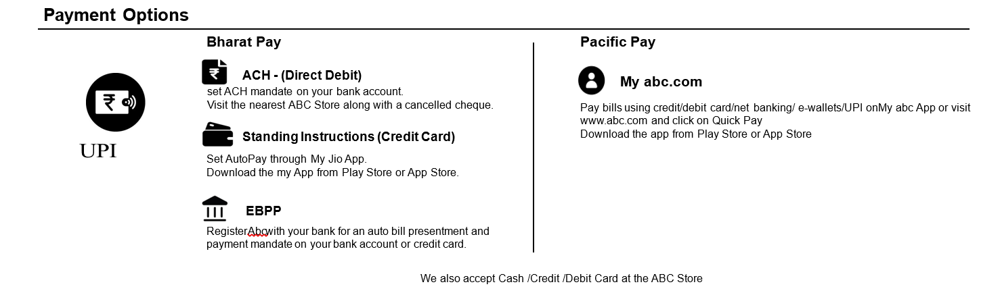 Payment Options
UPI
Bharat Pay
ACH - (Direct Debit)
set ACH mandate on your bank account.
Visit the nearest ABC Store along with a cancelled cheque.
Standing Instructions (Credit Card)
Set AutoPay through My Jio App.
Download the my App from Play Store or App Store.
EBPP
RegisterAbcwith your bank for an auto bill presentment and
payment mandate on your bank account or credit card.
Pacific Pay
My abc.com
Pay bills using credit/debit card/net banking/ e-wallets/UPI onMy abc App or visit
www.abc.com and click on Quick Pay
Download the app from Play Store or App Store
We also accept Cash /Credit /Debit Card at the ABC Store